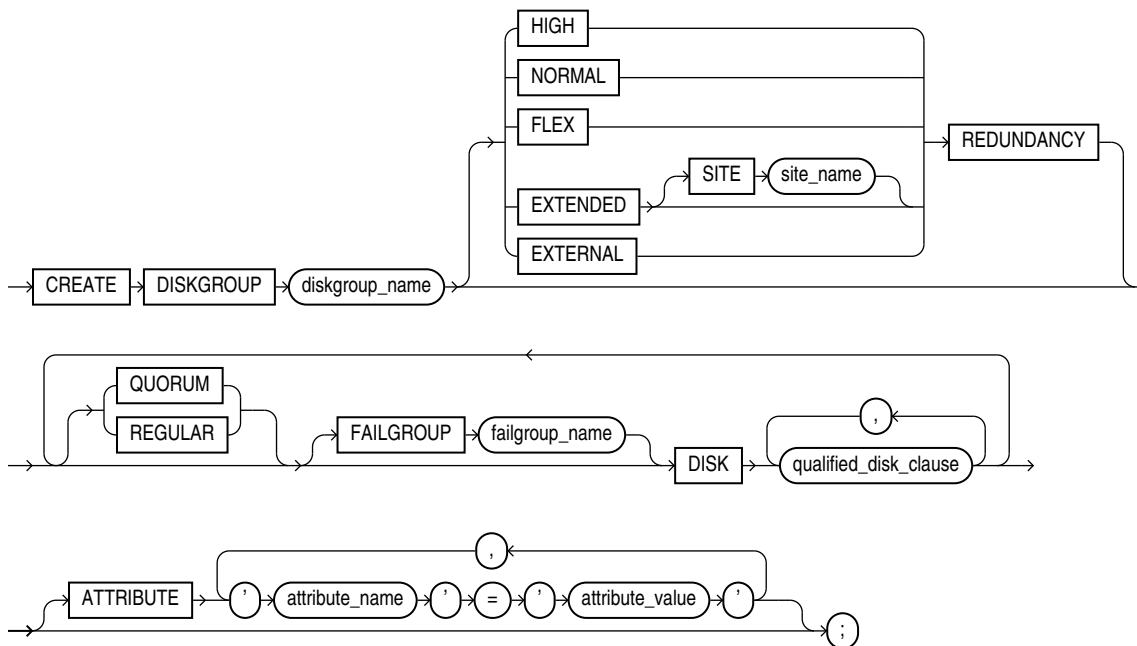 HIGH
NORMAL
FLEX
REDUNDANCY
SITE site_name
EXTENDED
EXTERNAL
CREATE DISKGROUP diskgroup_name
QUORUM
,
REGULAR FAILGROUP failgroup_name
DISK qualified_disk_clause
,
ATTRIBUTE ' attribute_name ' = ' attribute_value '
;